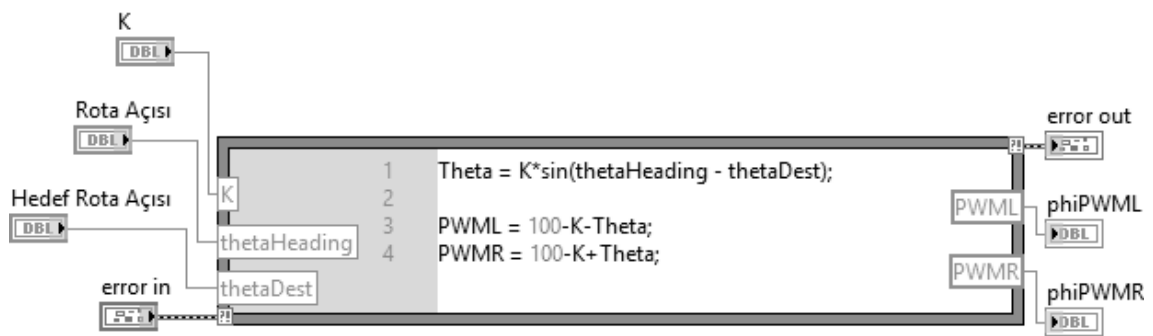 K
DBL
Rota Açısı
DBL
Hedef Rota Açısı
DBL
error in
K
thetaHeading
thetaDest
?!
?!
1 Theta = K*sin(thetaHeading - thetaDest);
2
3 PWML = 100-K-Theta;
4 PWMR = 100-K+Theta;
PWML
PWMR
error out
phiPWML
DBL
phiPWMR
DBL